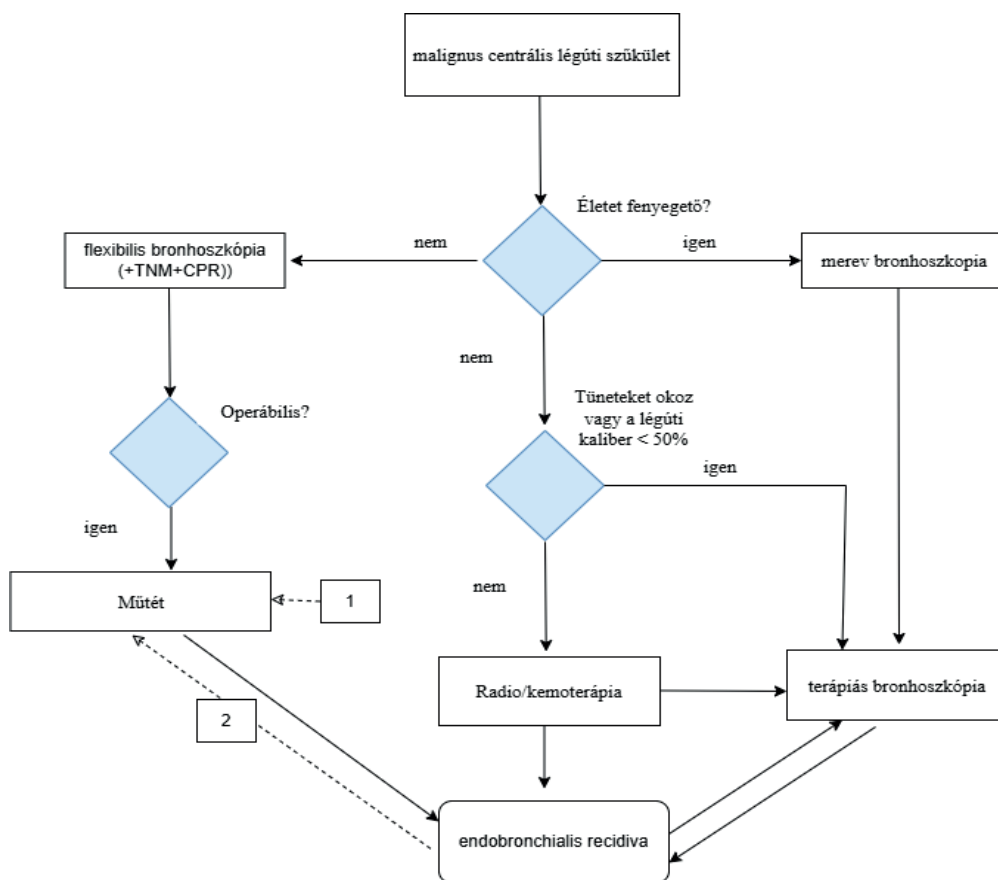 malignus centrális légúti szűkület
Életet fenyegető?
nem
igen
flexibilis bronhoszkópia
(+TNM+CPR))
merev bronhoszkopia
nem
Operábilis?
Tüneteket okoz
vagy a légúti
kaliber < 50%
igen
igen
nem
Műtét
1
Radio/kemoterápia
terápiás bronhoszkópia
2
endobronchialis recidiva